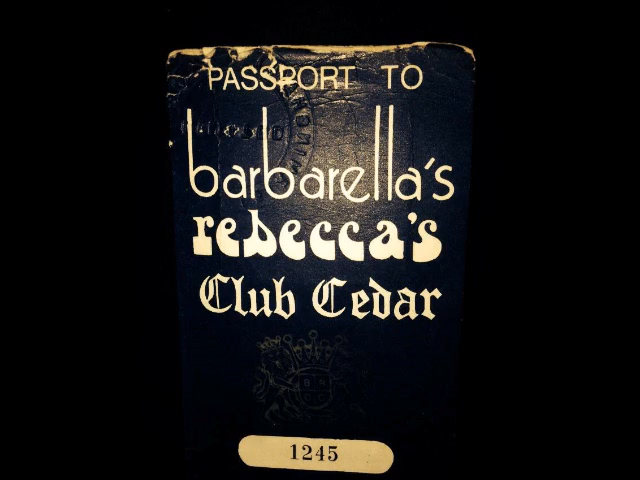 PASSPORT TO
barbarella's
rebecca's
Club Cedar
1245